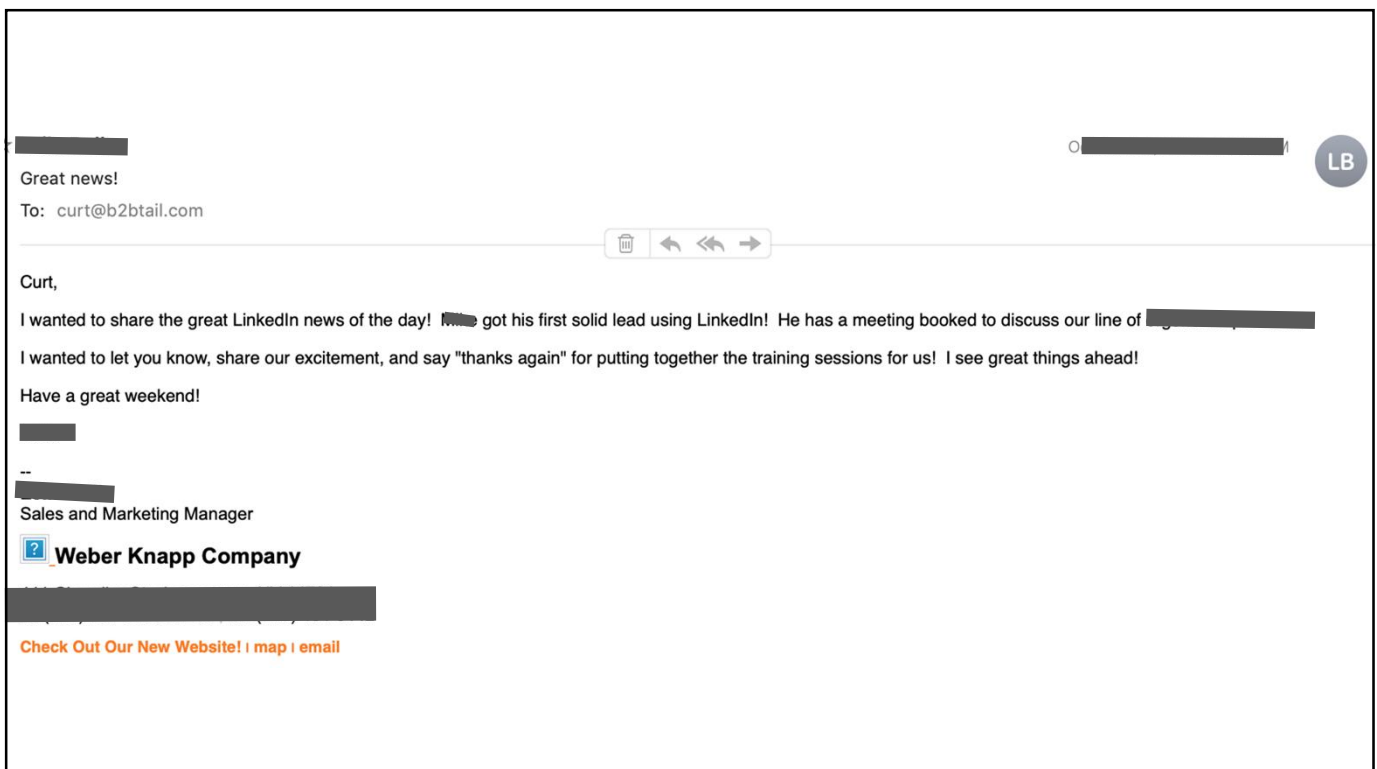 LB
Great news!
To: curt@b2btail.com
Curt,
I wanted to share the great LinkedIn news of the day! got his first solid lead using LinkedIn! He has a meeting booked to discuss our line of
I wanted to let you know, share our excitement, and say "thanks again" for putting together the training sessions for us! I see great things ahead!
Have a great weekend!
--
Sales and Marketing Manager
? Weber Knapp Company
Check Out Our New Website! | map | email